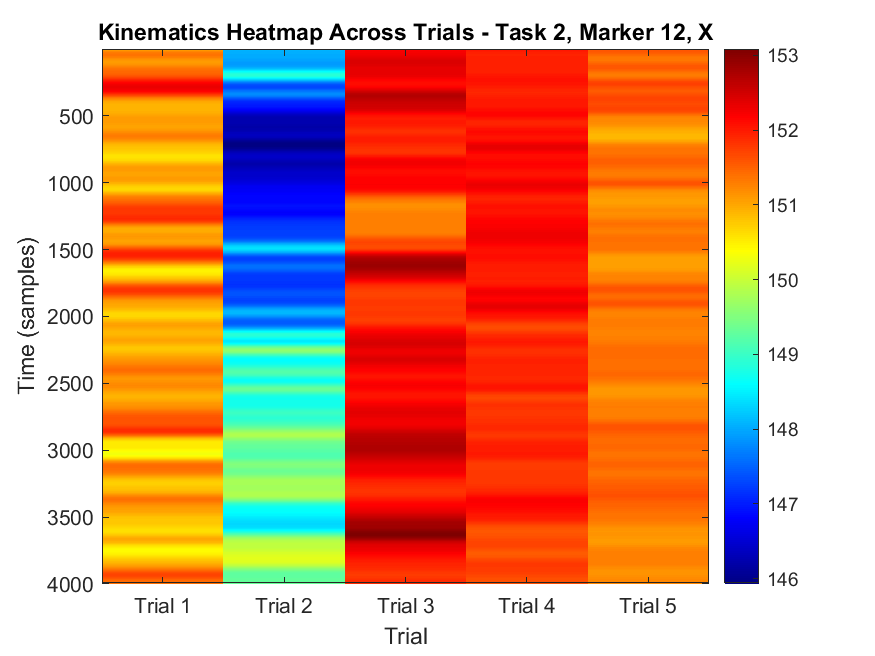 Kinematics Heatmap Across Trials - Task 2, Marker 12, X
500
1000
1500
2000
2500
3000
3500
4000
Time (samples)
Trial 1
Trial 2
Trial 3
Trial 4
Trial 5
Trial
153
152
151
150
149
148
147
146